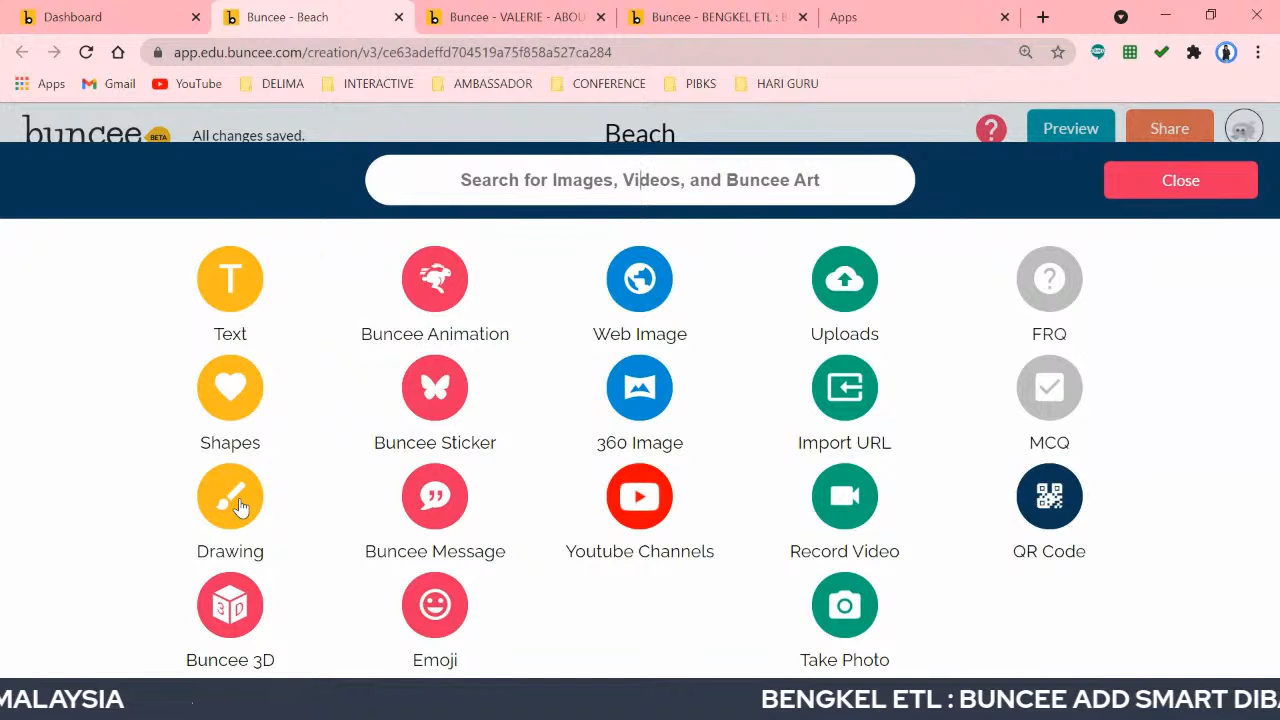 Dashboard
Buncee - Beach
Buncee - VALERIE - ABOU
Buncee - BENGKEL ETL : B
Apps
app.edu.buncee.com/creation/v3/ce63adeffd704519a75f858a527ca284
Apps
Gmail
YouTube
DELIMA
INTERACTIVE
AMBASSADOR
CONFERENCE
PIBKS
HARI GURU
buncee
BETA
All changes saved.
Beach
?
Preview
Share
Search for Images, Videos, and Buncee Art
Close
T
?
Text
Buncee Animation
Web Image
Uploads
FRQ
Shapes
Buncee Sticker
360 Image
Import URL
MCQ
Drawing
Buncee Message
Youtube Channels
Record Video
QR Code
3D
Buncee 3D
Emoji
Take Photo
MALAYSIA
BENGKEL ETL : BUNCEE ADD SMART DIBA